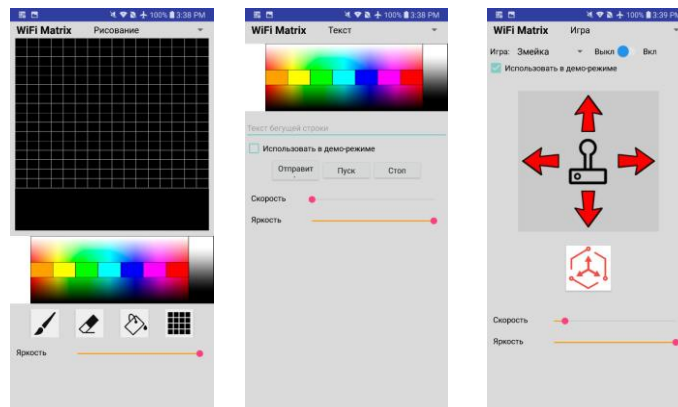 100% 3:38 PM
WiFi Matrix Рисование
Яркость
100% 3:38 PM
WiFi Matrix Текст
Текст бегущей строки
Использовать в демо-режиме
Отправит Пуск Стоп
Скорость
Яркость
100% 3:39 PM
WiFi Matrix Игра
Игра: Змейка Выкл Вкл
Использовать в демо-режиме
Скорость
Яркость